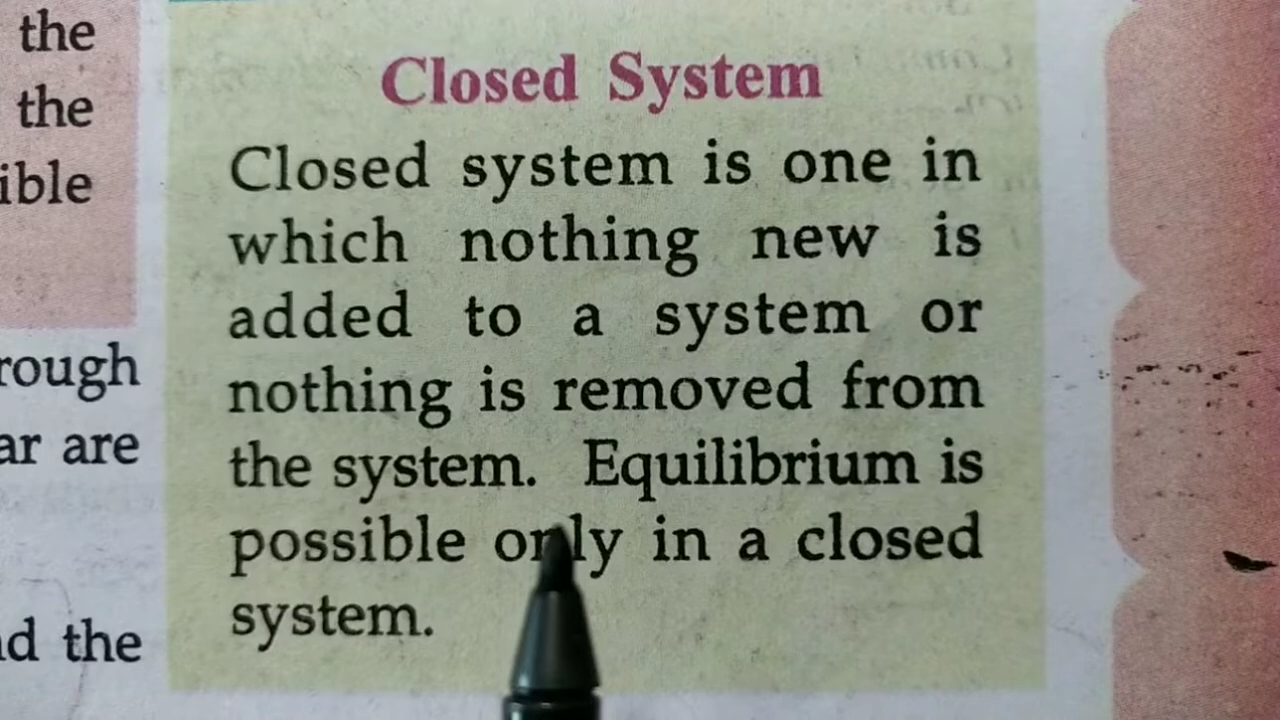 the
the
ible
rough
ar are
d the
Closed System
Closed system is one in
which nothing new is
added to a system or
nothing is removed from
the system. Equilibrium is
possible only in a closed
system.